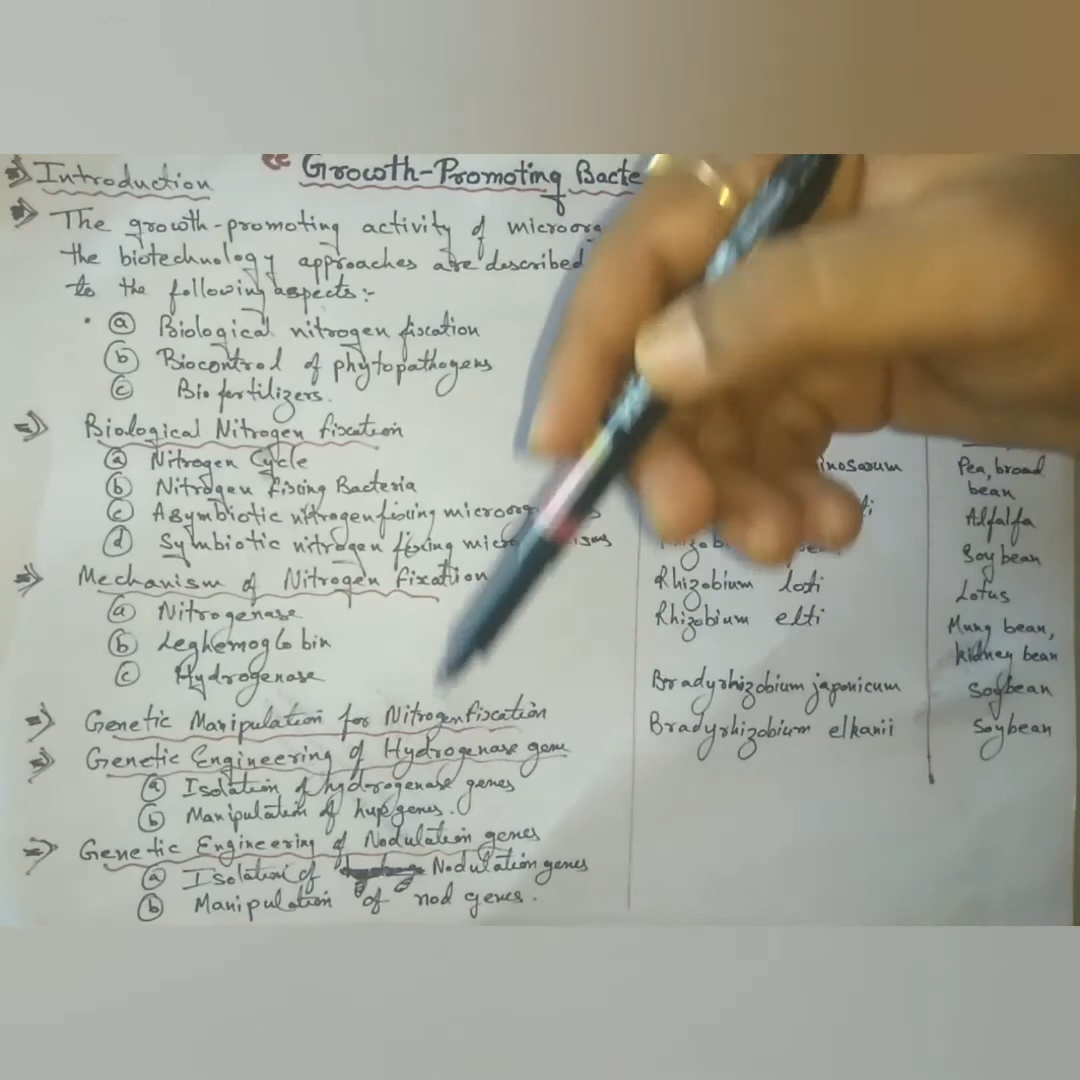 Growth-Promoting Bacte
Introduction
The growth-promoting activity of microorg
the biotechnology approaches are described
to the following aspects:-
(a) Biological nitrogen fixation
(b) Biocontrol of phytopathogens
(c) Biofertilizers.
Biological Nitrogen fixation
(a) Nitrogen Cycle
(b) Nitrogen fixing Bacteria
(c) Asymbiotic nitrogen fixing microorg s
(d) Symbiotic nitrogen fixing mic isms
Mechanism of Nitrogen Fixation
(a) Nitrogenase
(b) Leghemoglobin
(c) Hydrogenase
Genetic Manipulation for Nitrogen fixation
Genetic Engineering of Hydrogenase gene
(a) Isolation of hydrogenase genes
(b) Manipulation of hup genes.
Genetic Engineering of Nodulation genes
(a) Isolation of Nodulation genes
(b) Manipulation of nod genes.
inosarum
Rhizobium loti
Rhizobium elti
Bradyrhizobium japonicum
Bradyrhizobium elkanii
Pea, broad
bean
Alfalfa
Soybean
Lotus
Mung bean,
kidney bean
Soybean
Soybean